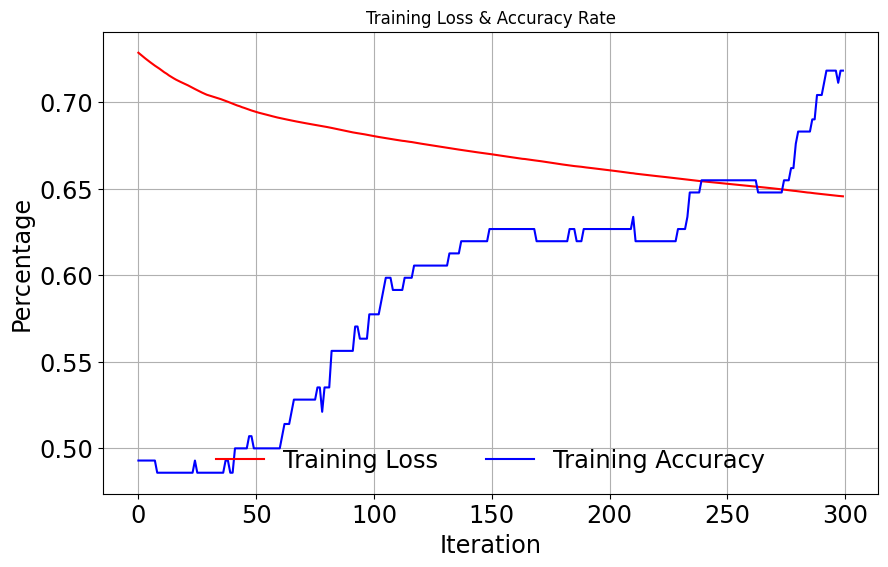 Training Loss & Accuracy Rate
Percentage
0.70
0.65
0.60
0.55
0.50
Training Loss
Training Accuracy
0 50 100 150 200 250 300
Iteration